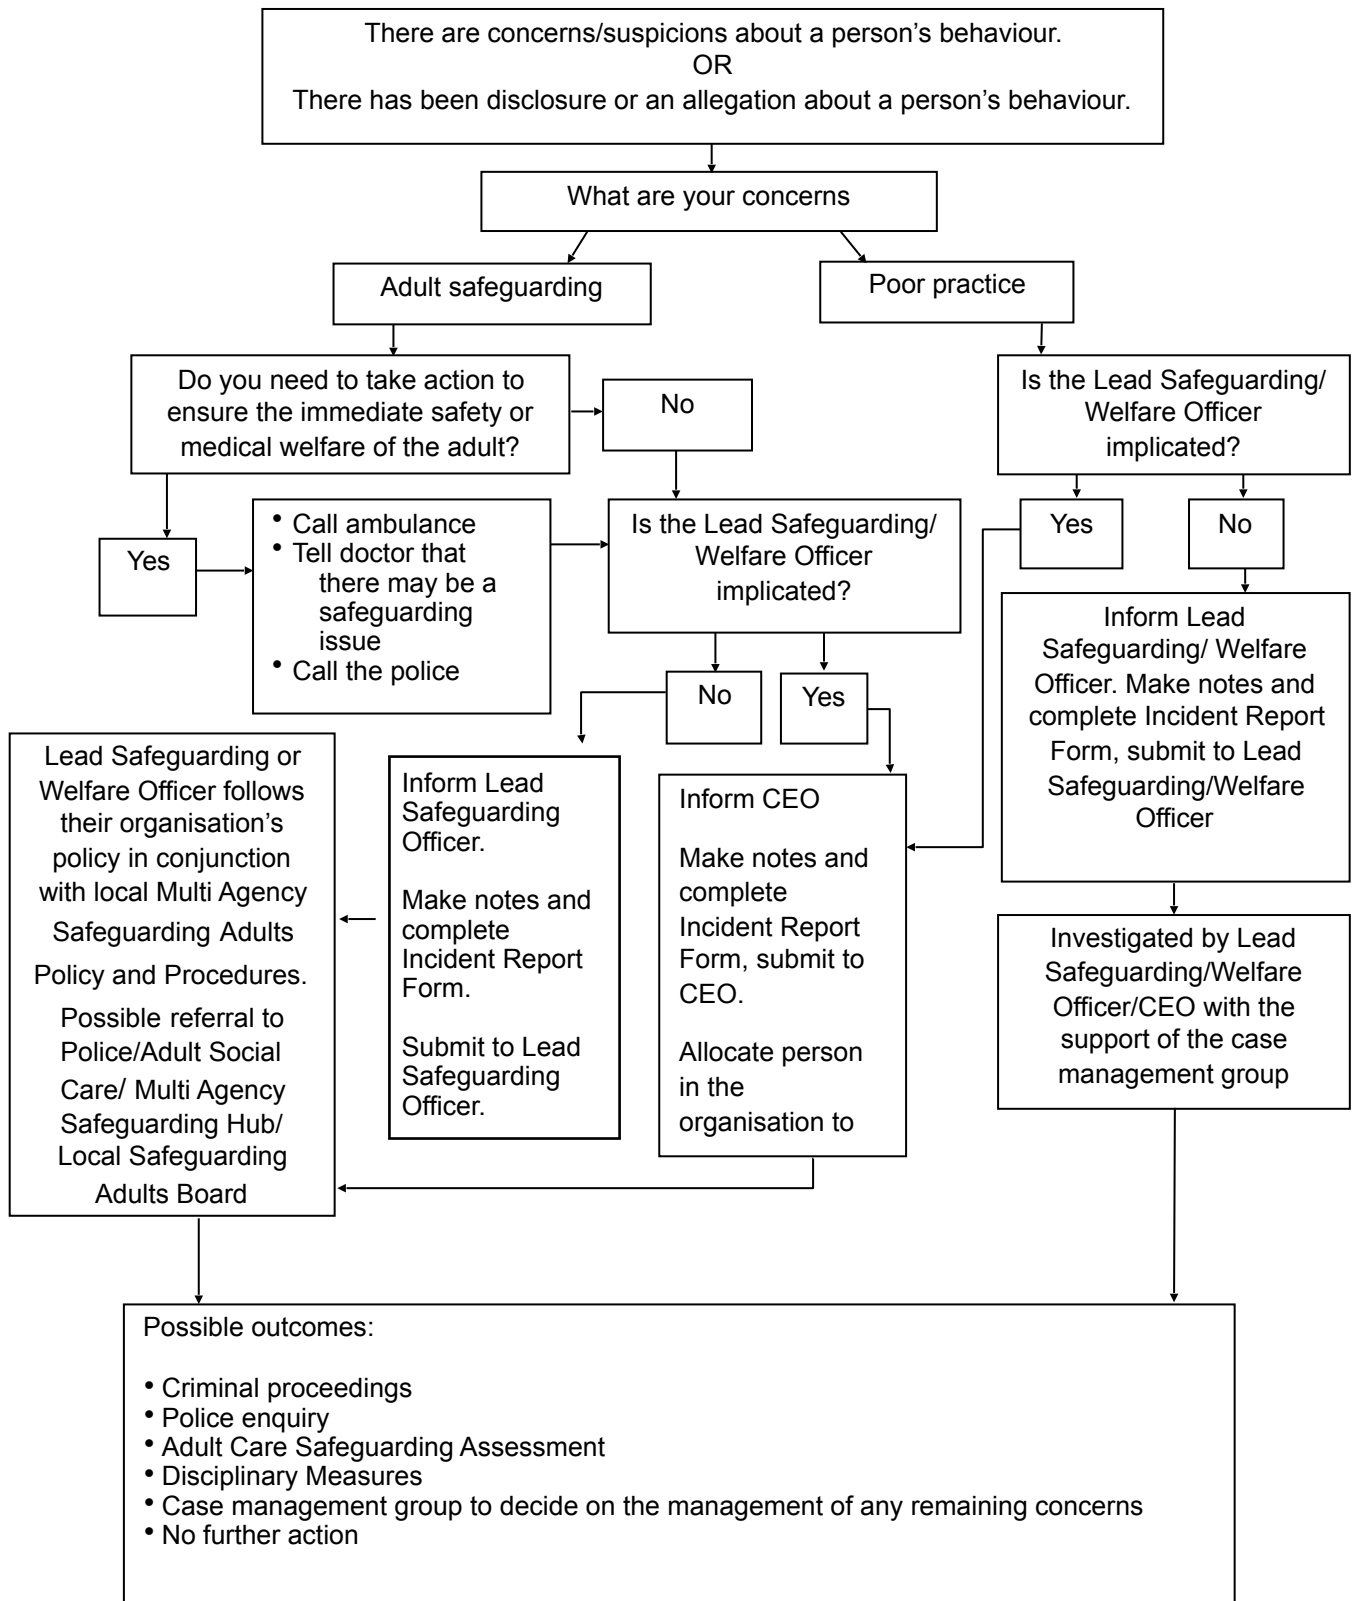 There are concerns/suspicions about a person’s behaviour.
OR
There has been disclosure or an allegation about a person’s behaviour.
What are your concerns
Adult safeguarding
Poor practice
Do you need to take action to
ensure the immediate safety or
medical welfare of the adult?
No
Is the Lead Safeguarding/
Welfare Officer
implicated?
Yes
• Call ambulance
• Tell doctor that
there may be a
safeguarding
issue
• Call the police
Is the Lead Safeguarding/
Welfare Officer
implicated?
Yes
No
No
Yes
Inform Lead
Safeguarding/ Welfare
Officer. Make notes and
complete Incident Report
Form, submit to Lead
Safeguarding/Welfare
Officer
Lead Safeguarding or
Welfare Officer follows
their organisation’s
policy in conjunction
with local Multi Agency
Safeguarding Adults
Policy and Procedures.
Possible referral to
Police/Adult Social
Care/ Multi Agency
Safeguarding Hub/
Local Safeguarding
Adults Board
Inform Lead
Safeguarding
Officer.
Make notes and
complete
Incident Report
Form.
Submit to Lead
Safeguarding
Officer.
Inform CEO
Make notes and
complete
Incident Report
Form, submit to
CEO.
Allocate person
in the
organisation to
Investigated by Lead
Safeguarding/Welfare
Officer/CEO with the
support of the case
management group
Possible outcomes:
• Criminal proceedings
• Police enquiry
• Adult Care Safeguarding Assessment
• Disciplinary Measures
• Case management group to decide on the management of any remaining concerns
• No further action